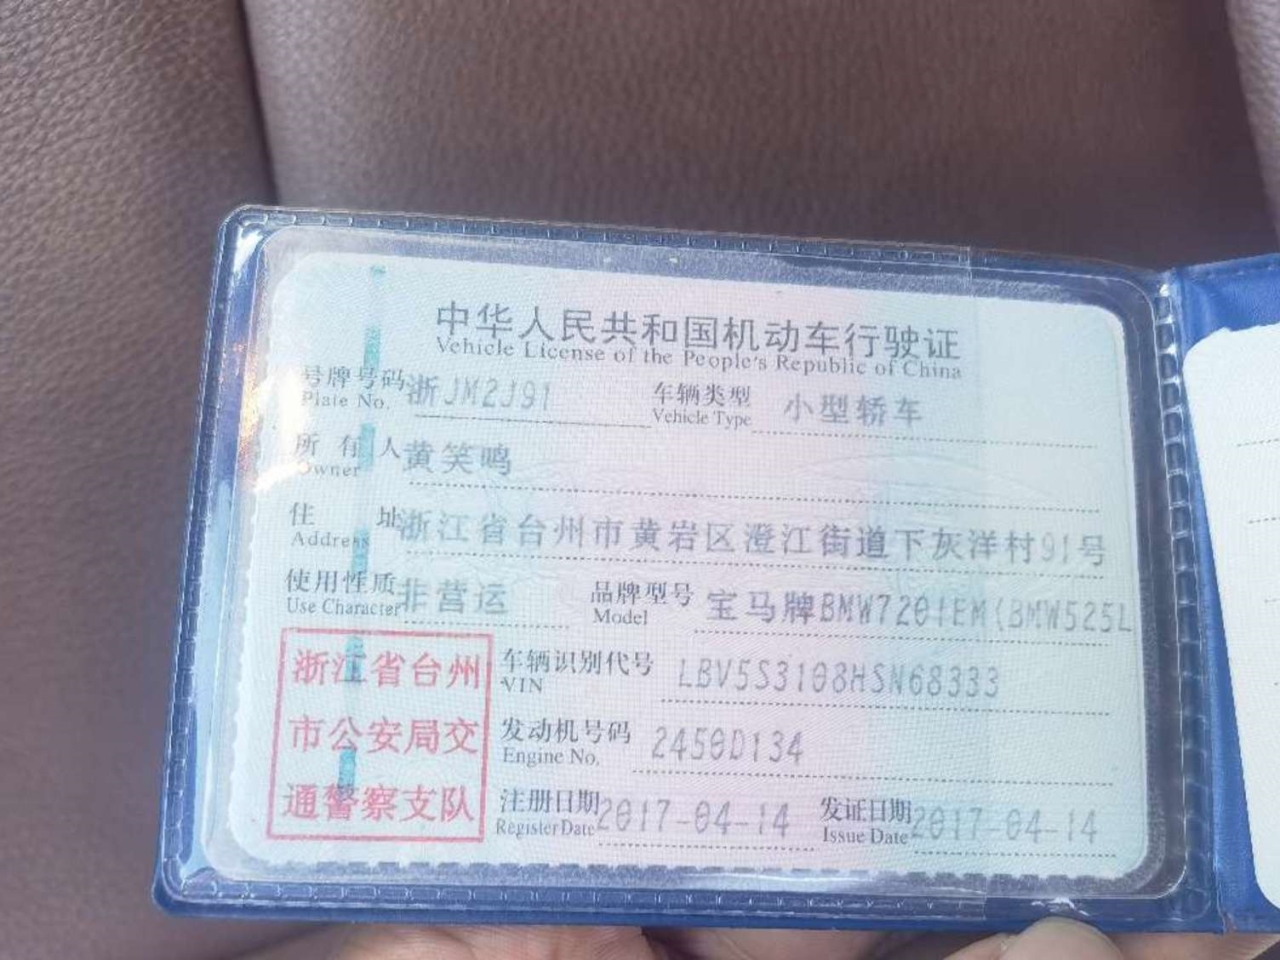 中华人民共和国机动车行驶证
Vehicle License of the People's Republic of China
号牌号码 浙JM2J91 车辆类型 小型轿车
Plate No. Vehicle Type
所有人 黄笑鸣
Owner
住址 浙江省台州市黄岩区澄江街道下灰洋村91号
Address
使用性质 非营运 品牌型号 宝马牌BMW7201EM(BMW525L
Use Character Model
浙江省台州 车辆识别代号 LBV5S3108HSN68333
VIN
市公安局交 发动机号码 2450D134
Engine No.
通警察支队 注册日期 2017-04-14 发证日期 2017-04-14
Register Date Issue Date